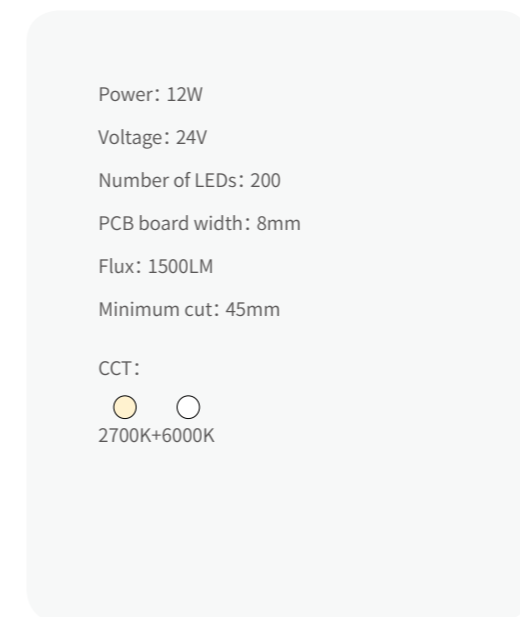 Power：12W
Voltage：24V
Number of LEDs：200
PCB board width：8mm
Flux：1500LM
Minimum cut：45mm
CCT：
2700K+6000K